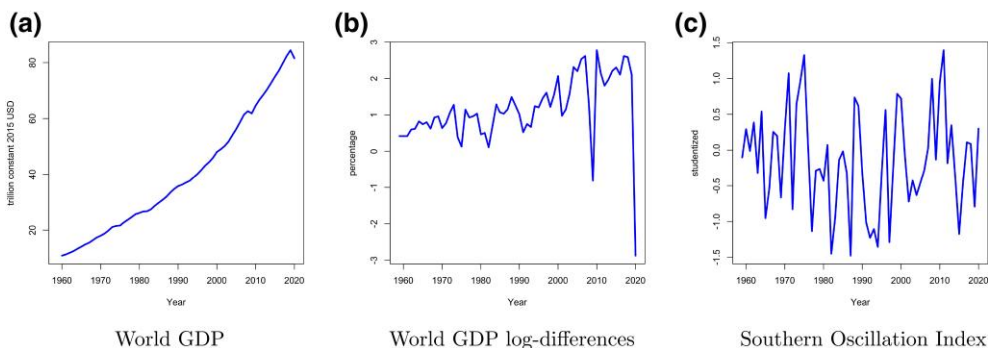 (a)
trillion constant 2015 USD
80
60
40
20
1960 1970 1980 1990 2000 2010 2020
Year
World GDP
(b)
percentage
3
2
1
0
-1
-2
-3
1960 1970 1980 1990 2000 2010 2020
Year
World GDP log-differences
(c)
studentized
1.5
1.0
0.5
0.0
-0.5
-1.0
-1.5
1960 1970 1980 1990 2000 2010 2020
Year
Southern Oscillation Index